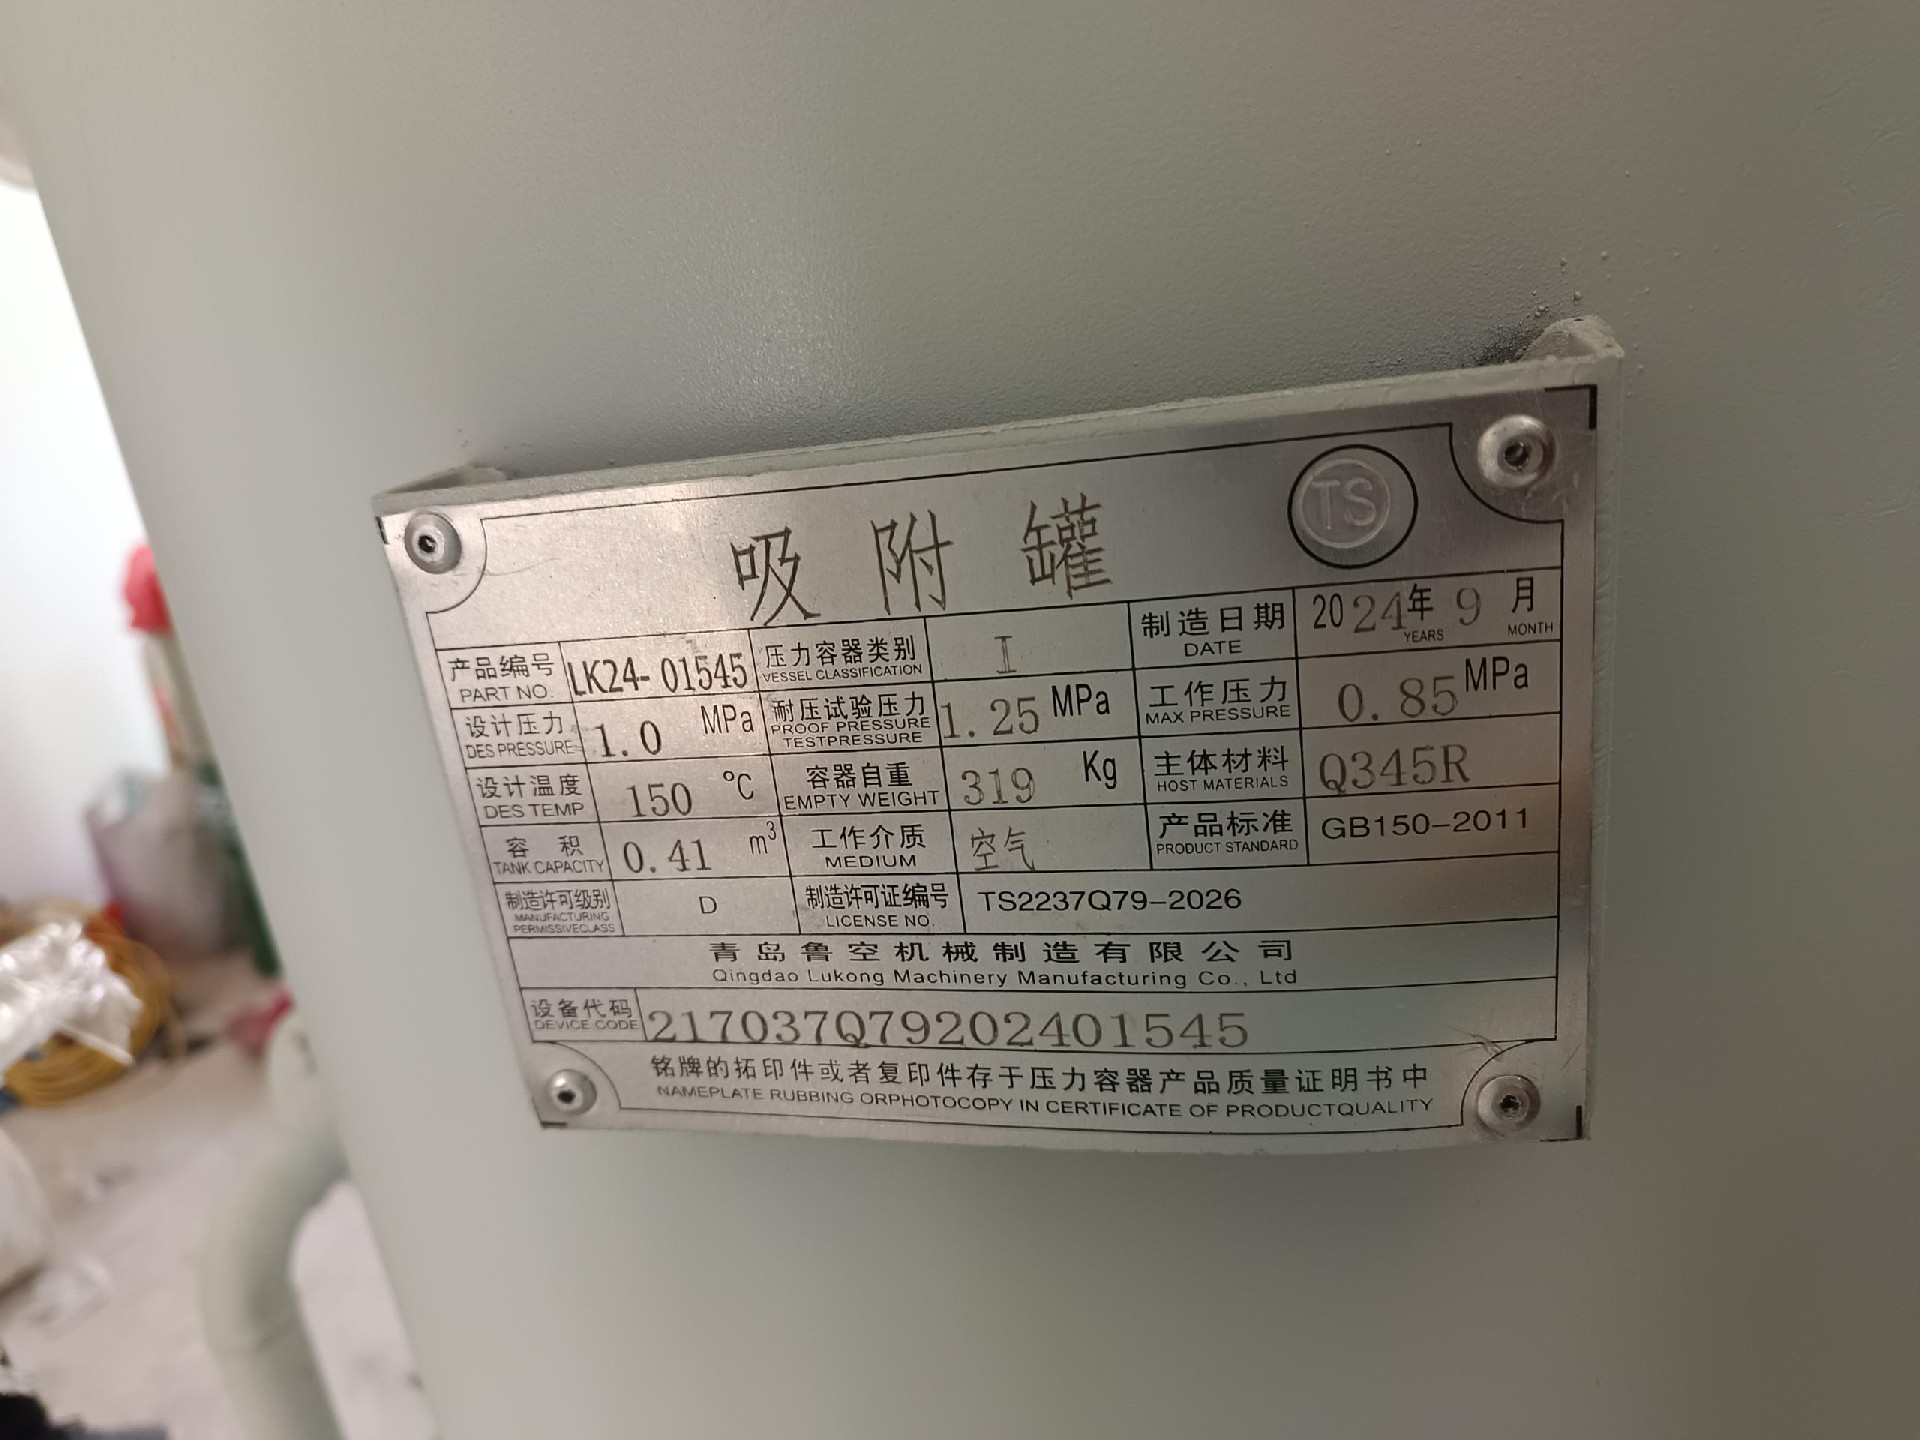 吸附罐 TS
产品编号 LK24-01545 压力容器类别 I 制造日期 2024年9月
PART NO. VESSEL CLASSIFICATION DATE YEARS MONTH
设计压力 1.0 MPa 耐压试验压力 1.25 MPa 工作压力 0.85 MPa
DES PRESSURE PROOF PRESSURE MAX PRESSURE
TESTPRESSURE
设计温度 150 ℃ 容器自重 319 Kg 主体材料 Q345R
DES TEMP EMPTY WEIGHT HOST MATERIALS
容积 0.41 m³ 工作介质 空气 产品标准 GB150-2011
TANK CAPACITY MEDIUM PRODUCT STANDARD
制造许可级别 D 制造许可证编号 TS2237Q79-2026
MANUFACTURING LICENSE NO.
PERMISSIVECLASS
青岛鲁空机械制造有限公司
Qingdao Lukong Machinery Manufacturing Co., Ltd
设备代码 217037Q79202401545
DEVICE CODE
铭牌的拓印件或者复印件存于压力容器产品质量证明书中
NAMEPLATE RUBBING ORPHOTOCOPY IN CERTIFICATE OF PRODUCTQUALITY